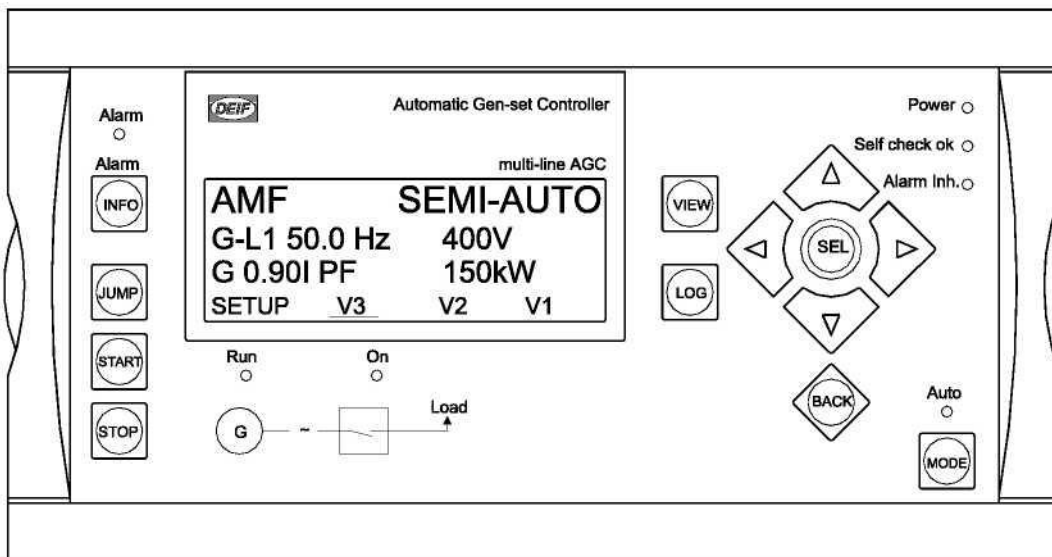 DEIF
Automatic Gen-set Controller
multi-line AGC
Alarm
Alarm
INFO
JUMP
START
STOP
AMF SEMI-AUTO
G-L1 50.0 Hz 400V
G 0.90I PF 150kW
SETUP V3 V2 V1
Run On
G ~ Load
VIEW
LOG
Power
Self check ok
Alarm Inh.
SEL
BACK
Auto
MODE